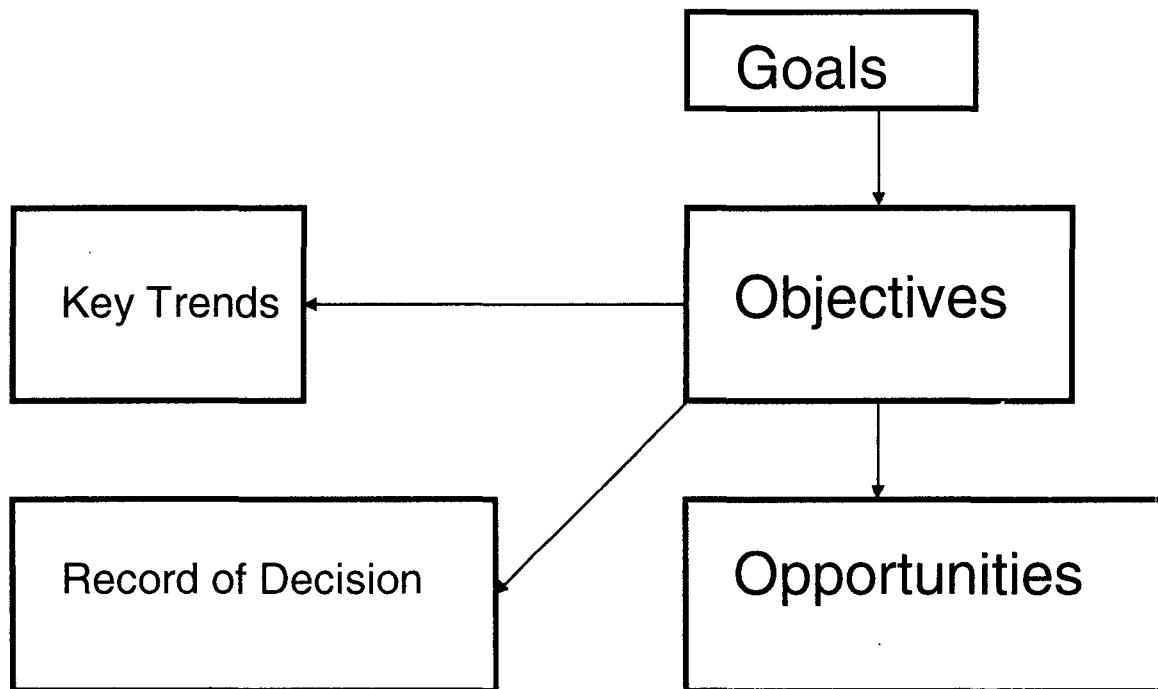 Goals
Key Trends
Objectives
Record of Decision
Opportunities